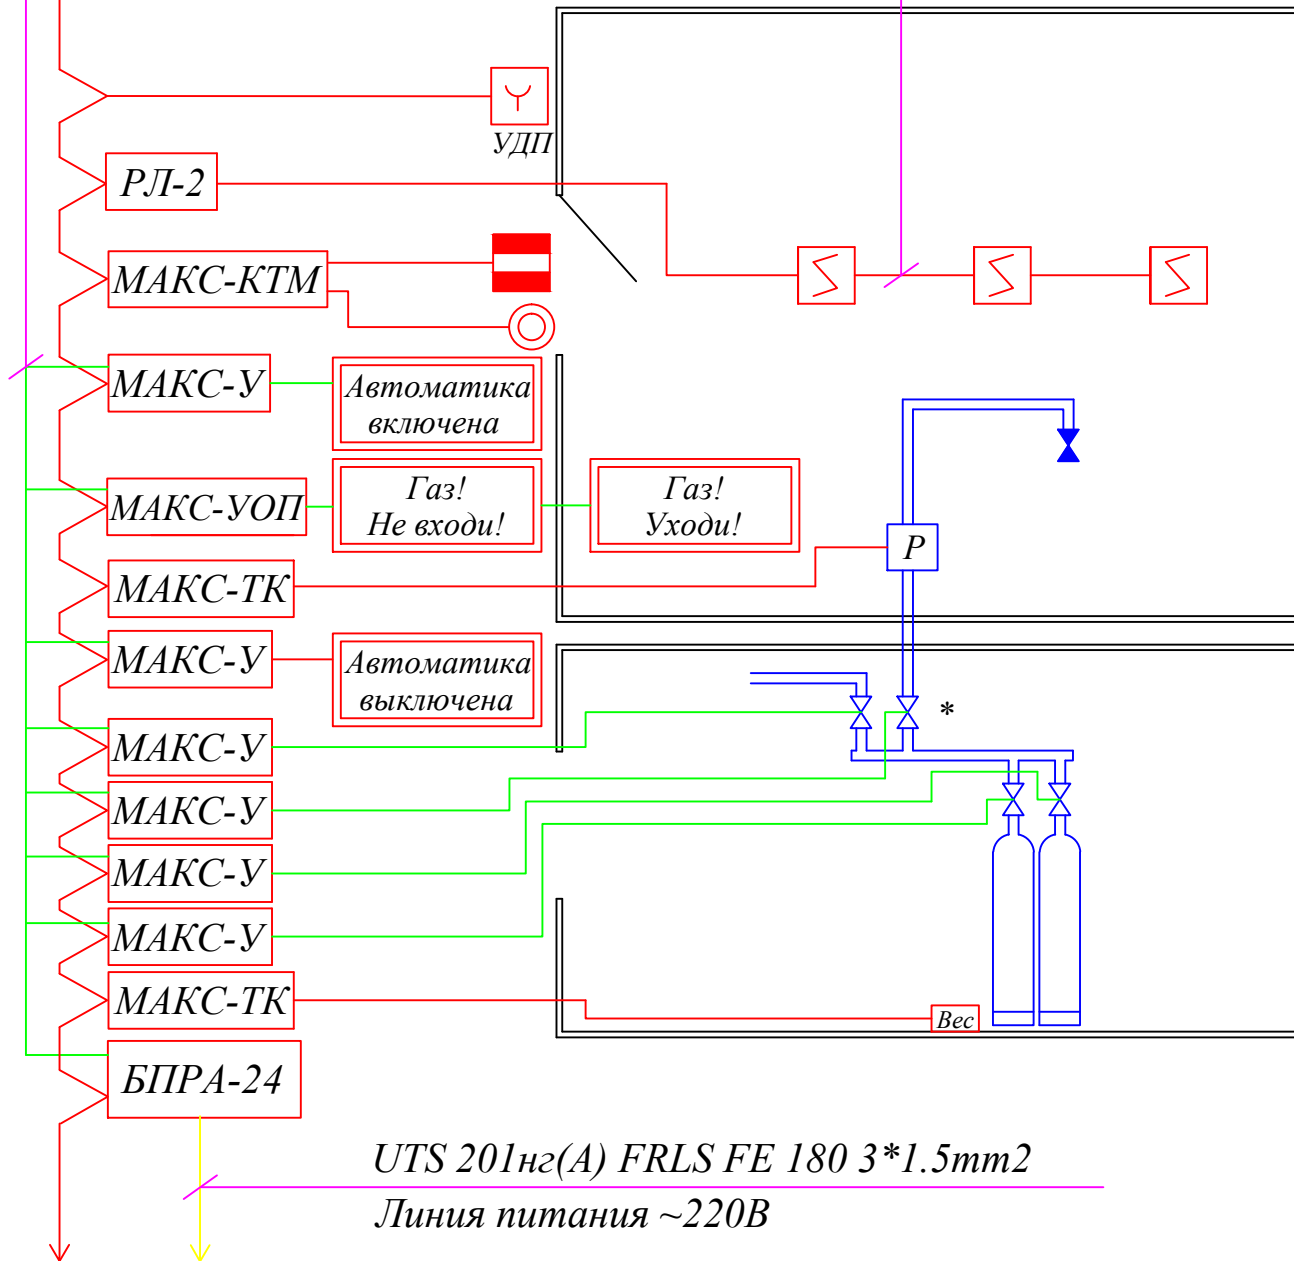 УДП
РЛ-2
МАКС-КТМ
МАКС-У
Автоматика
включена
МАКС-УОП
Газ!
Не входи!
Газ!
Уходи!
МАКС-ТК
Р
МАКС-У
Автоматика
выключена
*
МАКС-У
МАКС-У
МАКС-У
МАКС-У
МАКС-ТК
Вес
БПРА-24
UTS 201нг(А) FRLS FE 180 3*1.5mm2
Линия питания ~220В